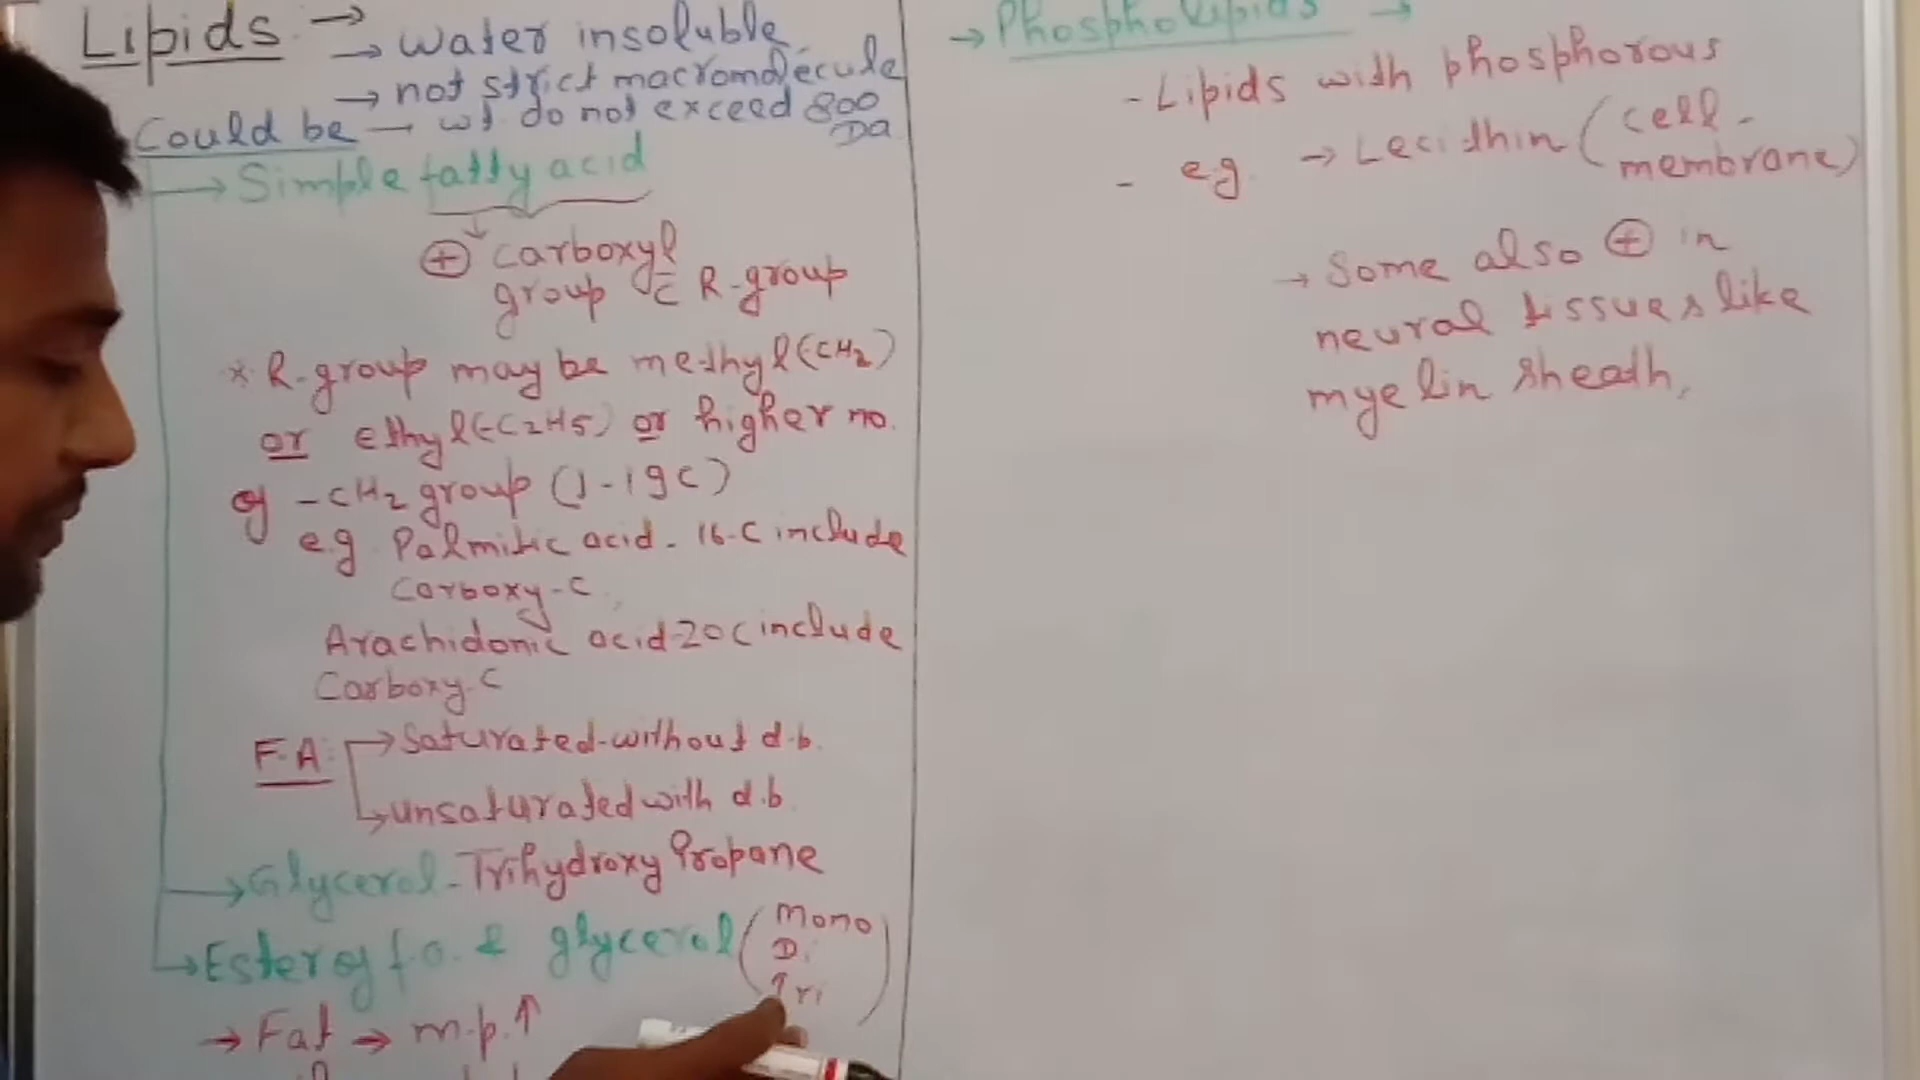 Lipids → → water insoluble
→ not strict macromolecule
Could be — wt do not exceed 800 Da
→ Simple fatty acid
⊕ carboxyl
group c̄ R-group
* R-group may be methyl (-CH2)
or Ethyl (-C2H5) or higher no.
of -CH2 group (1-19C)
e.g Palmitic acid - 16-C include
Carboxy-C
Arachidonic acid-20C include
Carboxy-C
F.A. → Saturated-without d.b.
→ unsaturated with d.b
→ Glycerol - Trihydroxy Propane
→ Ester of f.a. & glycerol (Mono
Di
Tri)
→ Fat → m.p. ↑
→ Phospholipids →
- Lipids with phosphorous
- e.g. → Lecithin (cell-
membrane)
→ Some also ⊕ in
neural tissues like
myelin sheath,